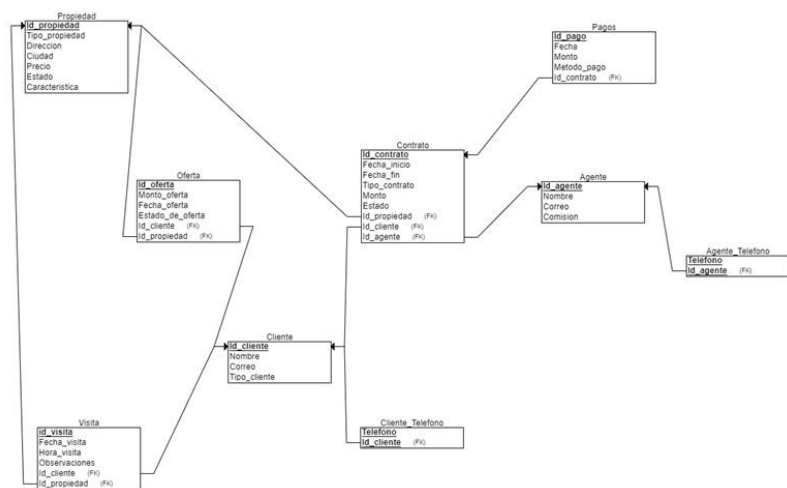 Propiedad
Id_propiedad
Tipo_propiedad
Direccion
Ciudad
Precio
Estado
Caracteristica
Pagos
Id_pago
Fecha
Monto
Metodo_pago
Id_contrato (FK)
Contrato
Id_contrato
Fecha_inicio
Fecha_fin
Tipo_contrato
Monto
Estado
Id_propiedad (FK)
Id_cliente (FK)
Id_agente (FK)
Oferta
Id_oferta
Monto_oferta
Fecha_oferta
Estado_de_oferta
Id_cliente (FK)
Id_propiedad (FK)
Agente
Id_agente
Nombre
Correo
Comision
Agente_Telefono
Telefono
Id_agente (FK)
Cliente
Id_cliente
Nombre
Correo
Tipo_cliente
Visita
id_visita
Fecha_visita
Hora_visita
Observaciones
Id_cliente (FK)
Id_propiedad (FK)
Cliente_Telefono
Telefono
Id_cliente (FK)